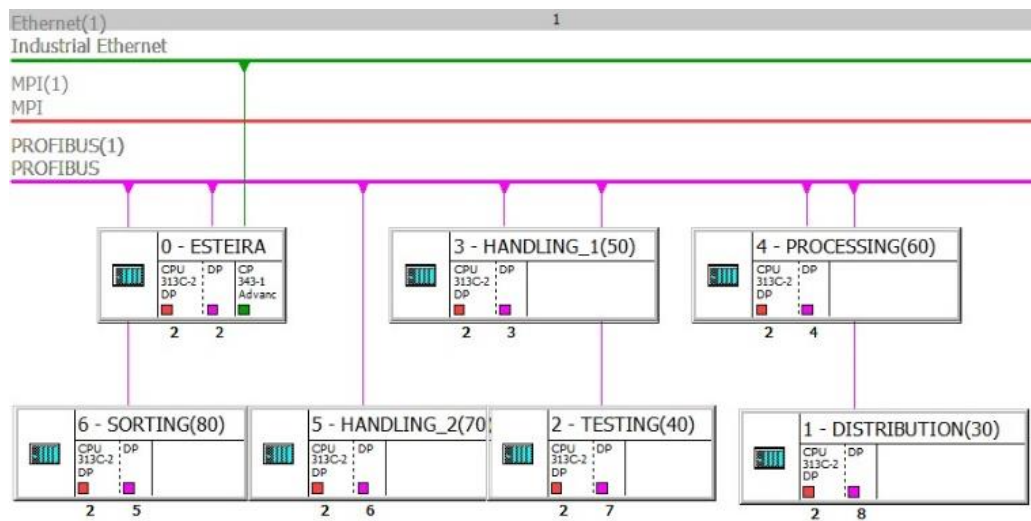 Ethernet(1)
1
Industrial Ethernet
MPI(1)
MPI
PROFIBUS(1)
PROFIBUS
0 - ESTEIRA
CPU
313C-2
DP
DP
CP
343-1
Advanc
2
2
3 - HANDLING_1(50)
CPU
313C-2
DP
DP
2
3
4 - PROCESSING(60)
CPU
313C-2
DP
DP
2
4
6 - SORTING(80)
CPU
313C-2
DP
DP
2
5
5 - HANDLING_2(70
CPU
313C-2
DP
DP
2
6
2 - TESTING(40)
CPU
313C-2
DP
DP
2
7
1 - DISTRIBUTION(30)
CPU
313C-2
DP
DP
2
8